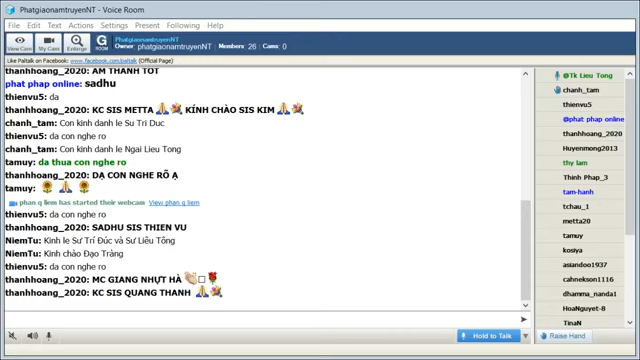 PhatgiaonamtruyenNT - Voice Room
File Edit Text Actions Settings Present Following Help
View Cam My Cam Enlarge G ROOM Room Owner phatgiaonamtruyenNT Members : 26 Cams : 0
Like Paltalk on Facebook: www.facebook.com/paltalk (Official Page)
thanhhoang_2020: ÂM THANH TỐT
phat phap online: sadhu
thienvu5: da
thanhhoang_2020: KC SIS METTA KÍNH CHÀO SIS KIM
chanh_tam: Con kinh danh le Su Tri Duc
thienvu5: da con nghe ro
chanh_tam: Con kinh danh le Ngai Lieu Tong
tamuy: da thua con nghe ro
thanhhoang_2020: DẠ CON NGHE RÕ Ạ
tamuy:
phan q liem has started their webcam View phan q liem
thienvu5: da con nghe ro
thanhhoang_2020: SADHU SIS THIEN VU
NiemTu: Kinh le Sư Trí Đúc và Sư Liêu Tông
NiemTu: Kinh chào Đạo Tràng
thienvu5: da con nghe ro
thanhhoang_2020: MC GIANG NHỰT HÀ
thanhhoang_2020: KC SIS QUANG THANH
Hold to Talk
@Tk Lieu Tong
chanh_tam
thienvu5
@phat phap online
thanhhoang_2020
Huyenmong2013
thy lam
Thinh Phap_3
tam-hanh
tchau_1
metta20
tamuy
kosiya
asiandoo1937
cahnekson1116
dhamma_nanda1
HoaNguyet-8
TinaN
Raise Hand